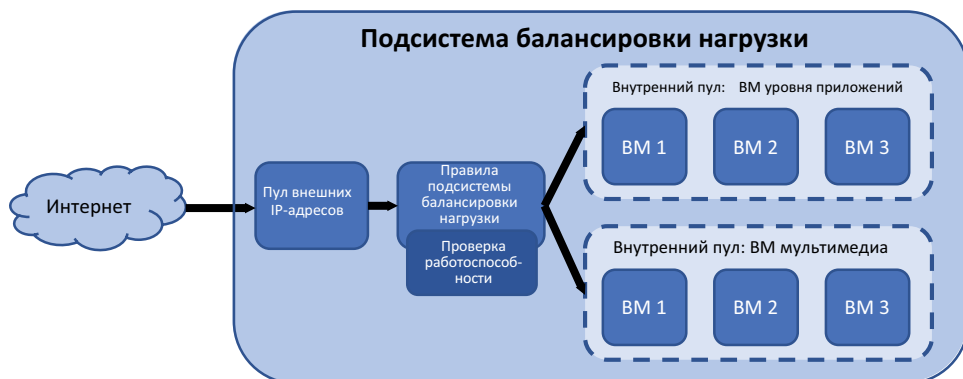 Подсистема балансировки нагрузки
Внутренний пул: ВМ уровня приложений
ВМ 1
ВМ 2
ВМ 3
Интернет
Пул внешних
IP-адресов
Правила
подсистемы
балансировки
нагрузки
Проверка
работоспособ-
ности
Внутренний пул: ВМ мультимедиа
ВМ 1
ВМ 2
ВМ 3